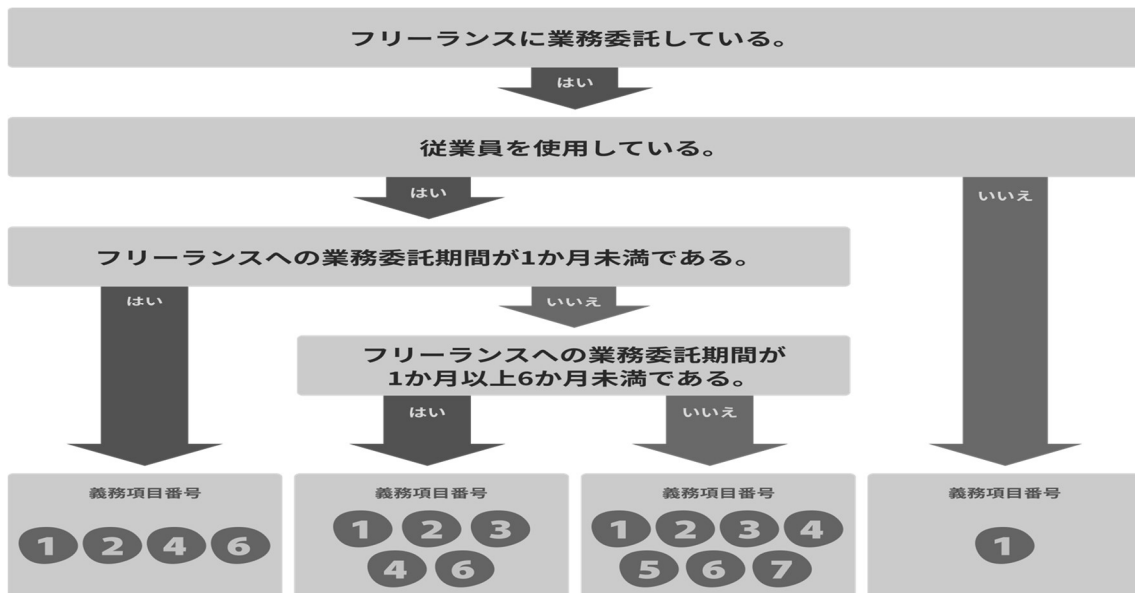 フリーランスに業務委託している。
はい
従業員を使用している。
はい
いいえ
フリーランスへの業務委託期間が1か月未満である。
はい
いいえ
フリーランスへの業務委託期間が
1か月以上6か月未満である。
はい
いいえ
義務項目番号
1 2 4 6
義務項目番号
1 2 3
4 6
義務項目番号
1 2 3 4
5 6 7
義務項目番号
1